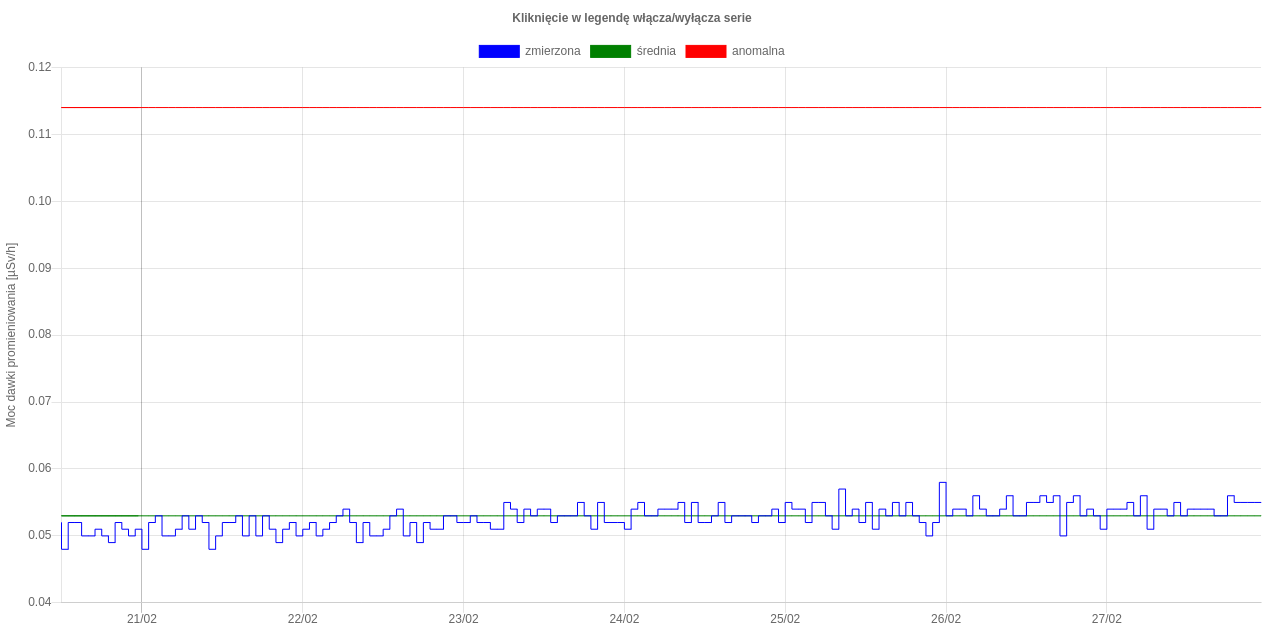 Kliknięcie w legendę włącza/wyłącza serie
zmierzona średnia anomalna
Moc dawki promieniowania [µSv/h]
0.12
0.11
0.10
0.09
0.08
0.07
0.06
0.05
0.04
21/02 22/02 23/02 24/02 25/02 26/02 27/02